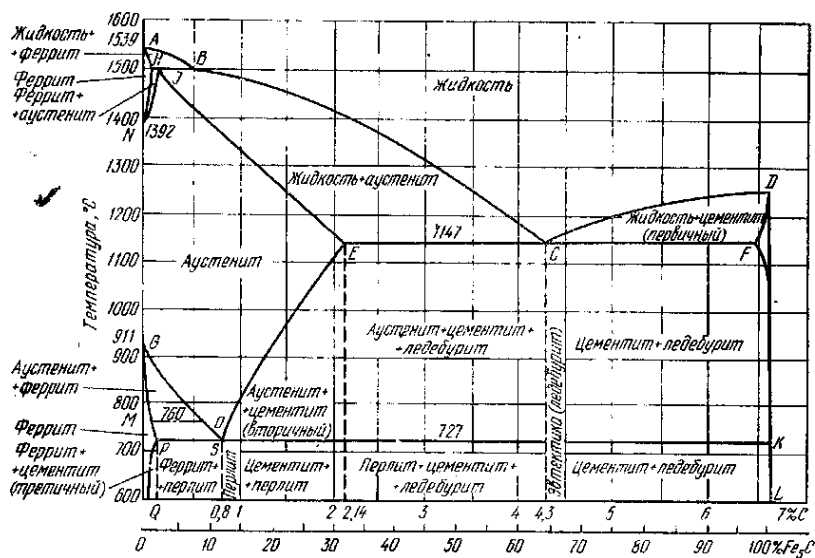 1600
1539
1500
1400
1392
1300
1200
1100
1000
911
900
800
700
600
Температура, °C
Жидкость+
+феррит
Феррит
Феррит+
+аустенит
N
A
H
J
B
Жидкость
Жидкость+аустенит
D
Жидкость+цементит
(первичный)
1147
E
C
F
Аустенит
Аустенит+цементит+
+ледебурит
Цементит+ледебурит
Эвтектика (ледебурит)
G
Аустенит+
+феррит
M
760
O
Аустенит+
+цементит
(вторичный)
727
K
Феррит
P
S
Феррит+
+цементит
(третичный)
Феррит+
+перлит
Перлит
Цементит+
+перлит
Перлит+цементит+
+ледебурит
Цементит+ледебурит
L
Q 0,8 1 2 2,14 3 4 4,3 5 6 7%C
0 10 20 30 40 50 60 70 80 90 100%Fe3C